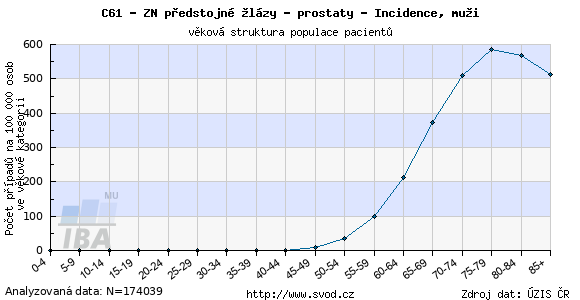 C61 - ZN předstojné žlázy - prostaty - Incidence, muži
věková struktura populace pacientů
Počet případů na 100 000 osob
ve věkové kategorii
600
500
400
300
200
100
0
MU
IBA
0-4
5-9
10-14
15-19
20-24
25-29
30-34
35-39
40-44
45-49
50-54
55-59
60-64
65-69
70-74
75-79
80-84
85+
Analyzovaná data: N=174039
http://www.svod.cz
Zdroj dat: ÚZIS ČR